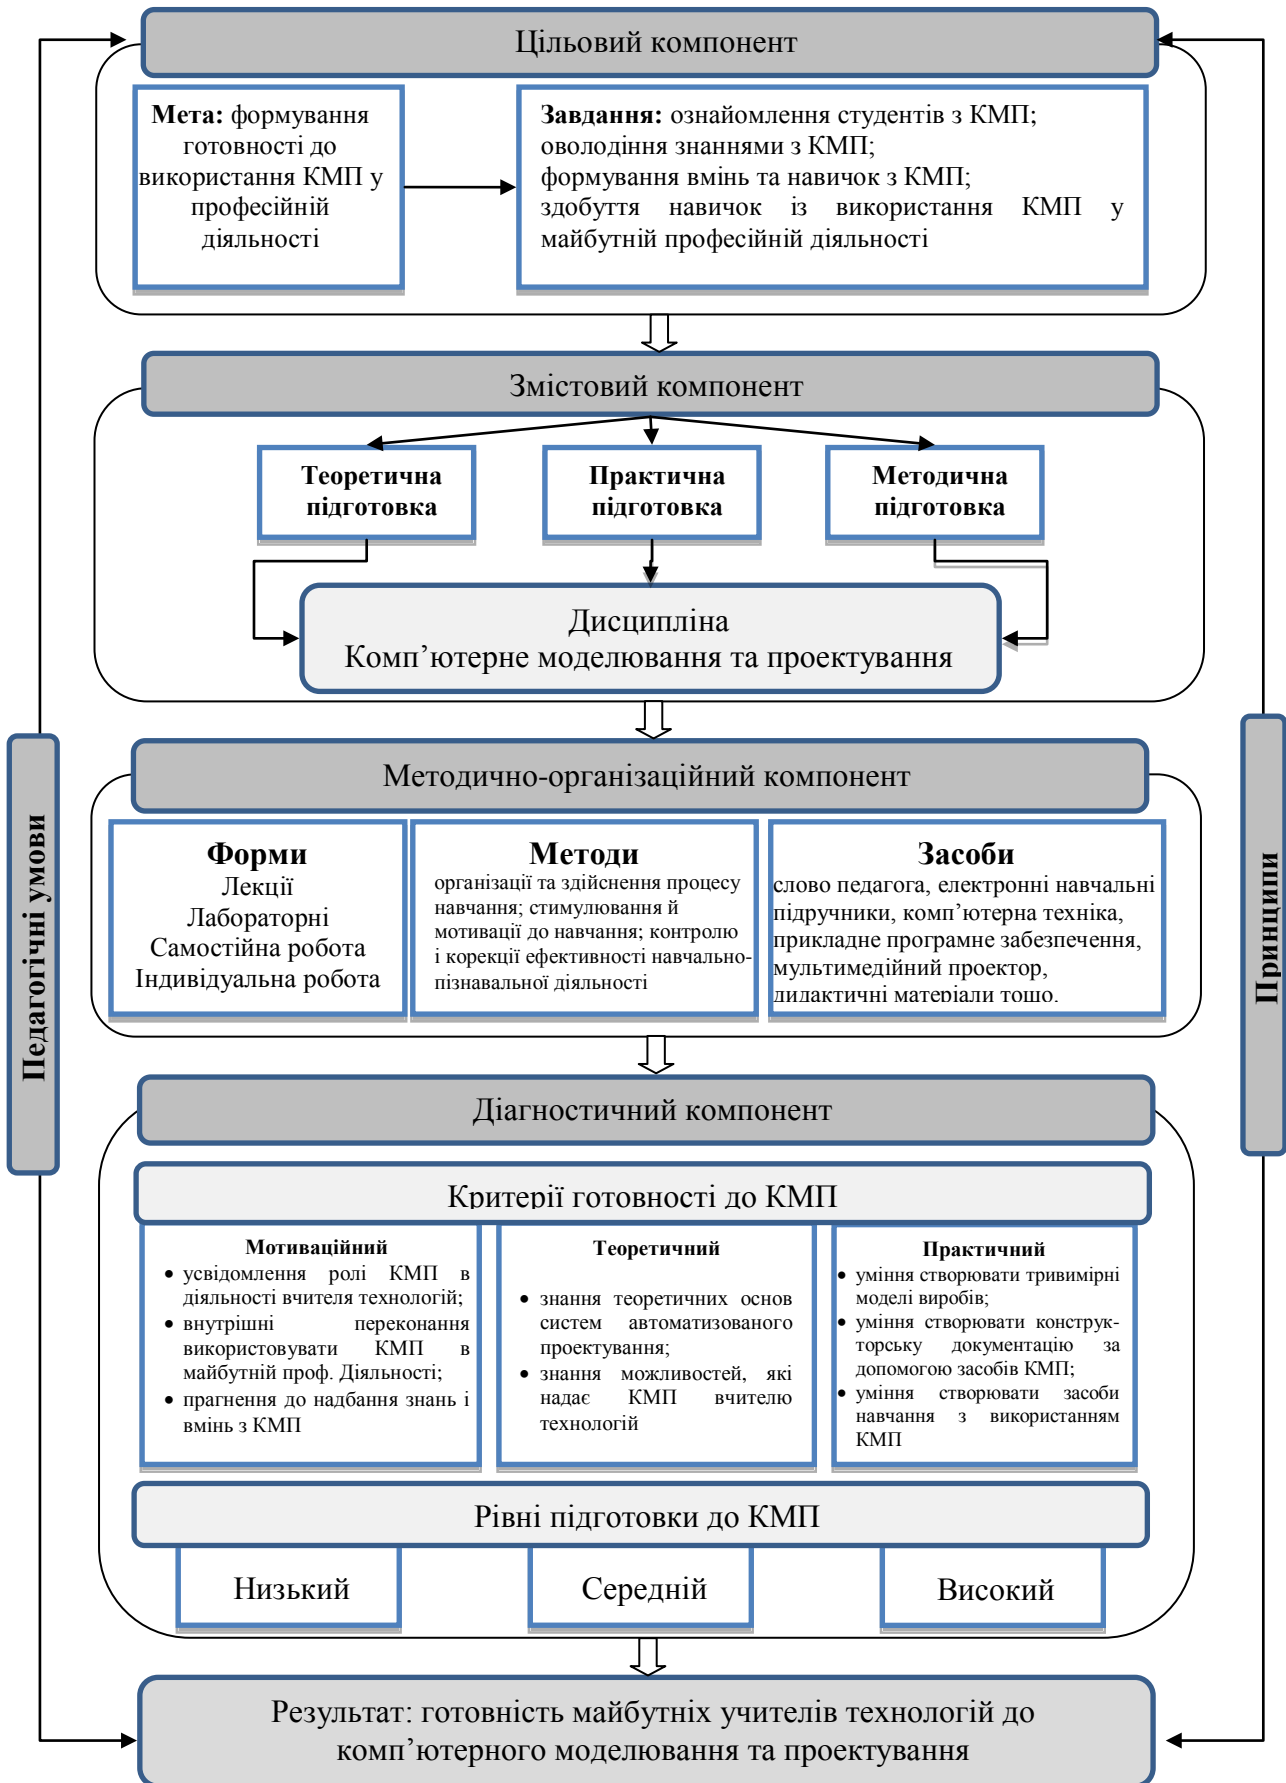 Цільовий компонент
Мета: формування
готовності до
використання КМП у
професійній
діяльності
Завдання: ознайомлення студентів з КМП;
оволодіння знаннями з КМП;
формування вмінь та навичок з КМП;
здобуття навичок із використання КМП у
майбутній професійній діяльності
Змістовий компонент
Теоретична
підготовка
Практична
підготовка
Методична
підготовка
Дисципліна
Комп’ютерне моделювання та проектування
Педагогічні умови
Принципи
Методично-організаційний компонент
Форми
Лекції
Лабораторні
Самостійна робота
Індивідуальна робота
Методи
організації та здійснення процесу
навчання; стимулювання й
мотивації до навчання; контролю
і корекції ефективності навчально-
пізнавальної діяльності
Засоби
слово педагога, електронні навчальні
підручники, комп’ютерна техніка,
прикладне програмне забезпечення,
мультимедійний проектор,
дидактичні матеріали тошо.
Діагностичний компонент
Критерії готовності до КМП
Мотиваційний
• усвідомлення ролі КМП в
діяльності вчителя технологій;
• внутрішні переконання
використовувати КМП в
майбутній проф. Діяльності;
• прагнення до надбання знань і
вмінь з КМП
Теоретичний
• знання теоретичних основ
систем автоматизованого
проектування;
• знання можливостей, які
надає КМП вчителю
технологій
Практичний
• уміння створювати тривимірні
моделі виробів;
• уміння створювати конструк-
торську документацію за
допомогою засобів КМП;
• уміння створювати засоби
навчання з використанням
КМП
Рівні підготовки до КМП
Низький
Середній
Високий
Результат: готовність майбутніх учителів технологій до
комп’ютерного моделювання та проектування